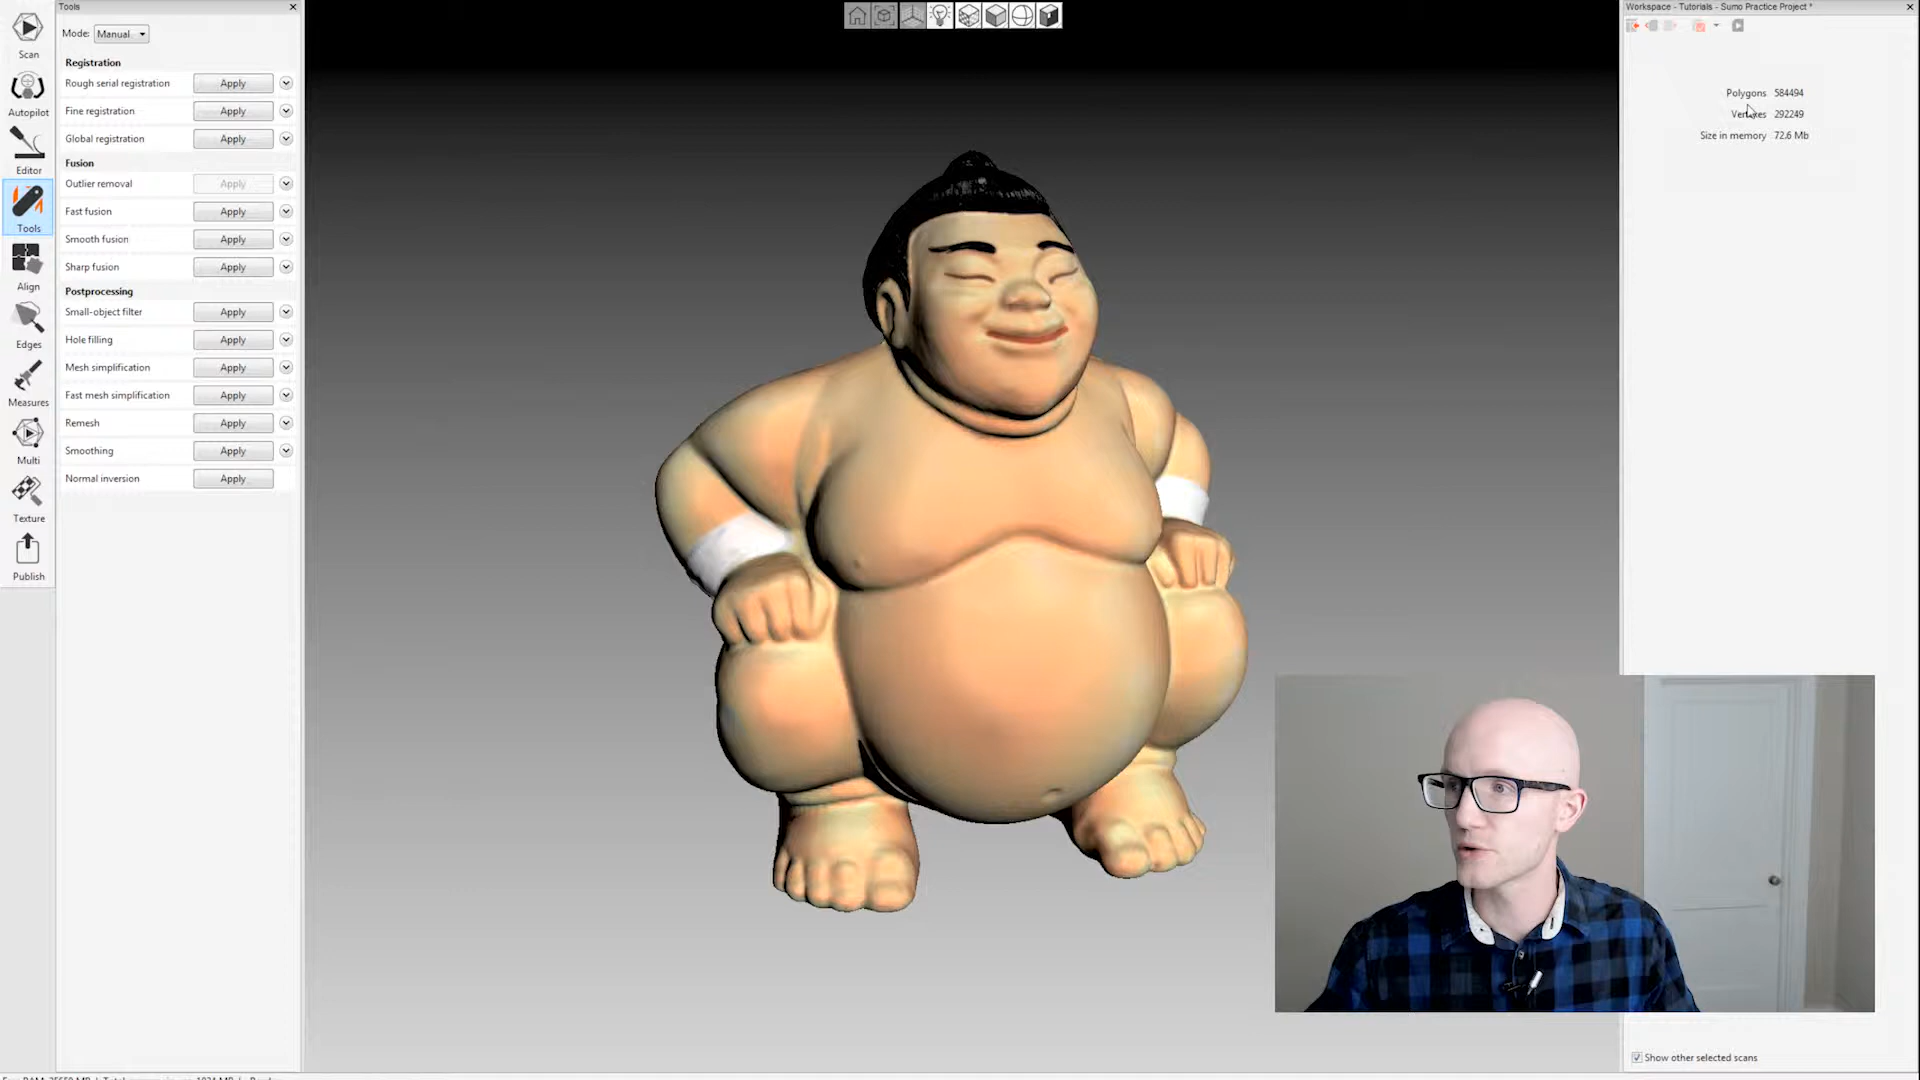 Tools
Workspace - Tutorials - Sumo Practice Project *
Mode: Manual
Scan
Autopilot
Editor
Tools
Align
Edges
Measures
Multi
Texture
Publish
Registration
Rough serial registration Apply
Fine registration Apply
Global registration Apply
Fusion
Outlier removal Apply
Fast fusion Apply
Smooth fusion Apply
Sharp fusion Apply
Postprocessing
Small-object filter Apply
Hole filling Apply
Mesh simplification Apply
Fast mesh simplification Apply
Remesh Apply
Smoothing Apply
Normal inversion Apply
Polygons 584494
Vertexes 292249
Size in memory 72.6 Mb
Show other selected scans